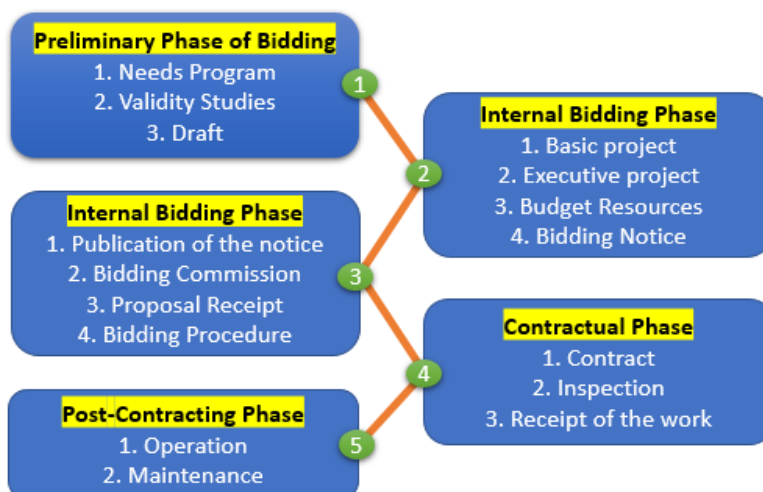 Preliminary Phase of Bidding
1. Needs Program
2. Validity Studies
3. Draft
1
Internal Bidding Phase
1. Basic project
2. Executive project
3. Budget Resources
4. Bidding Notice
2
Internal Bidding Phase
1. Publication of the notice
2. Bidding Commission
3. Proposal Receipt
4. Bidding Procedure
3
Contractual Phase
1. Contract
2. Inspection
3. Receipt of the work
4
Post-Contracting Phase
1. Operation
2. Maintenance
5